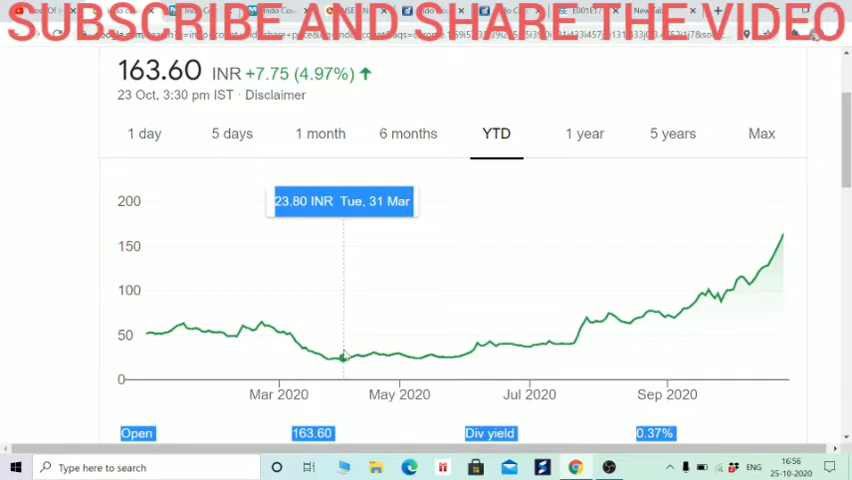 SUBSCRIBE AND SHARE THE VIDEO
163.60 INR +7.75 (4.97%)
23 Oct, 3:30 pm IST · Disclaimer
1 day 5 days 1 month 6 months YTD 1 year 5 years Max
23.80 INR Tue, 31 Mar
200
150
100
50
0
Mar 2020 May 2020 Jul 2020 Sep 2020
Open 163.60 Div yield 0.37%
Type here to search
ENG
16:56
25-10-2020